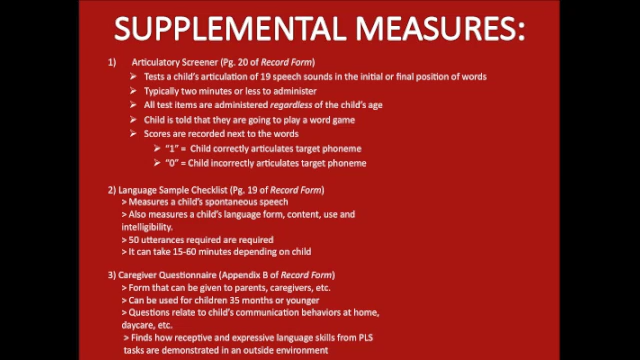 SUPPLEMENTAL MEASURES:
1) Articulatory Screener (Pg. 20 of Record Form)
➢ Tests a child's articulation of 19 speech sounds in the initial or final position of words
➢ Typically two minutes or less to administer
➢ All test items are administered regardless of the child's age
➢ Child is told that they are going to play a word game
➢ Scores are recorded next to the words
➢ "1" = Child correctly articulates target phoneme
➢ "0" = Child incorrectly articulates target phoneme
2) Language Sample Checklist (Pg. 19 of Record Form)
> Measures a child's spontaneous speech
> Also measures a child's language form, content, use and
intelligibility.
> 50 utterances required are required
> It can take 15-60 minutes depending on child
3) Caregiver Questionnaire (Appendix B of Record Form)
> Form that can be given to parents, caregivers, etc.
> Can be used for children 35 months or younger
> Questions relate to child's communication behaviors at home,
daycare, etc.
> Finds how receptive and expressive language skills from PLS
tasks are demonstrated in an outside environment